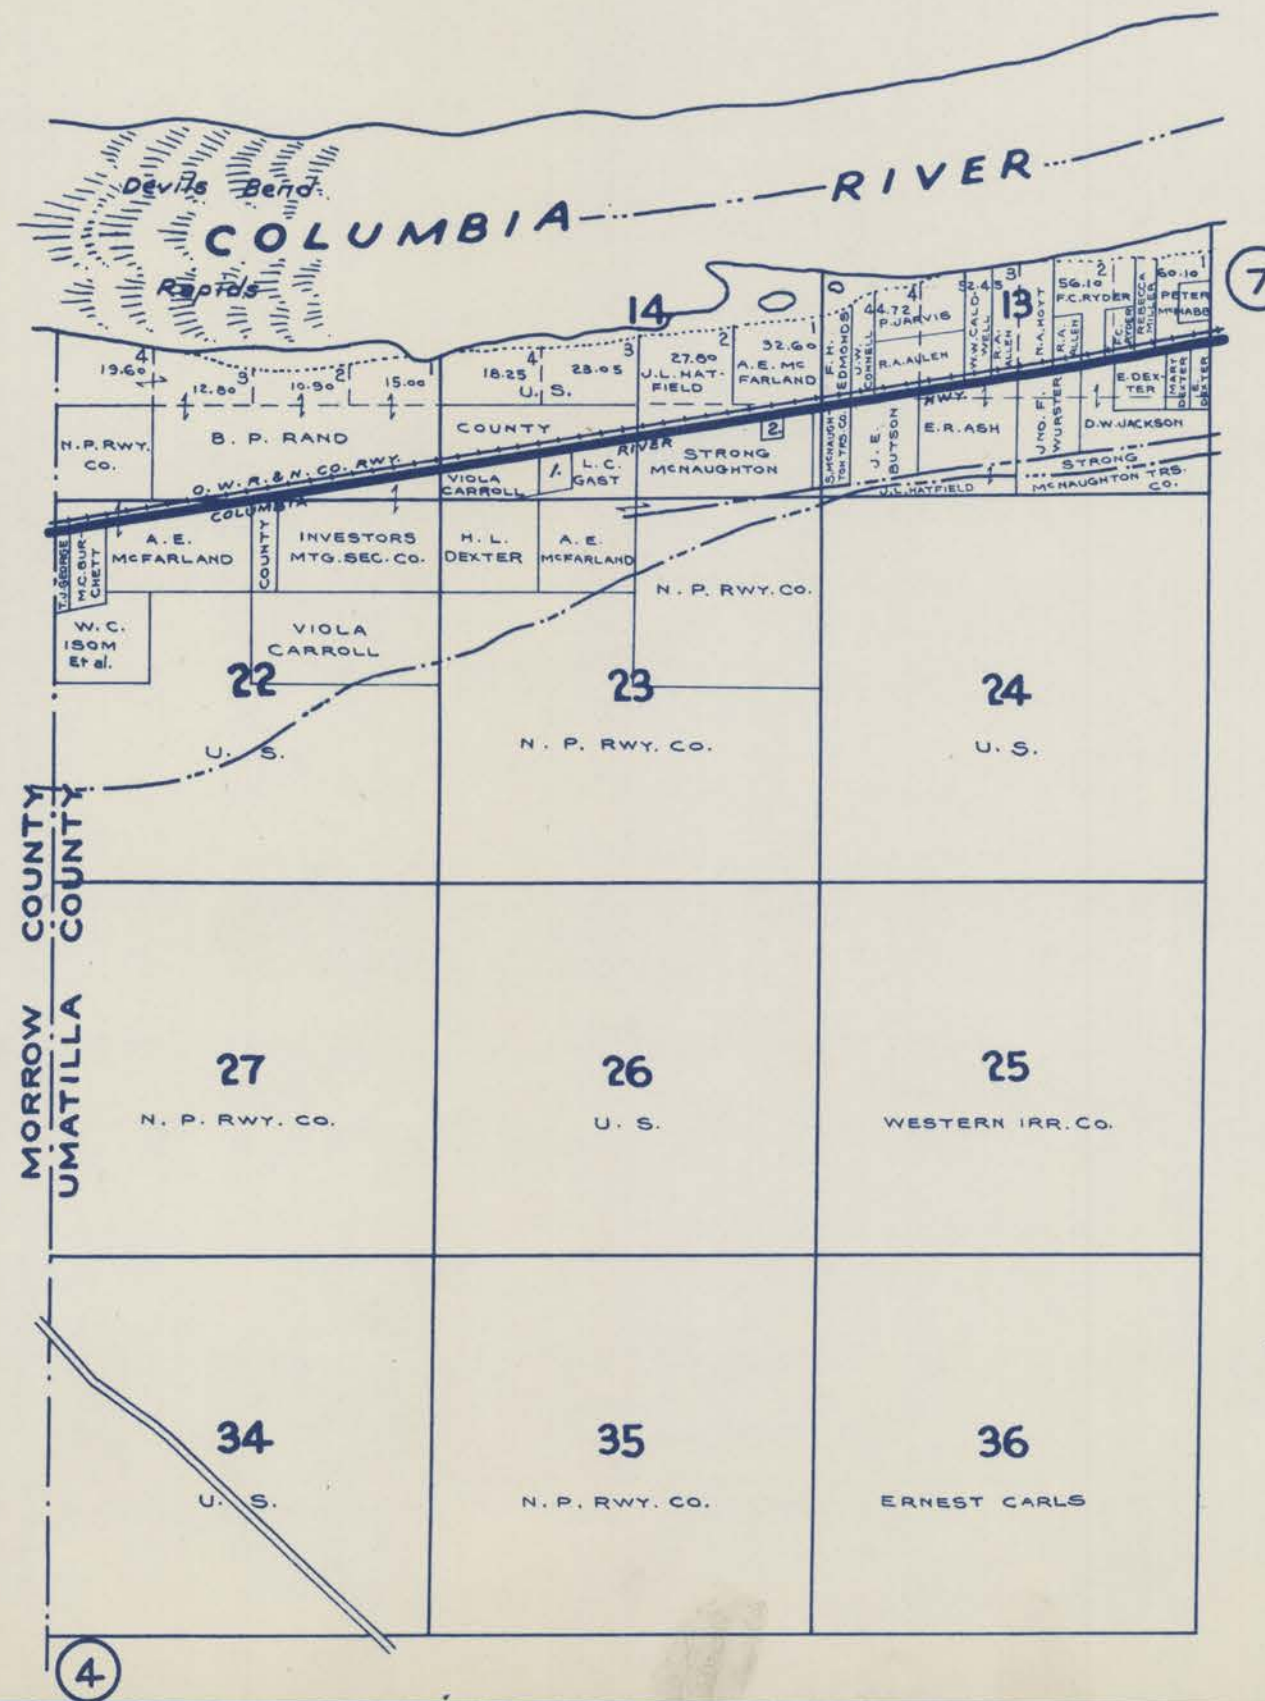 Devils Bend
Rapids
COLUMBIA RIVER
7
14
13
4
19.60
3
12.80
2
10.90
1
15.00
4
18.25
3
23.05
U. S.
2
27.80
J.L. HAT-
FIELD
1
32.60
A.E. MC
FARLAND
F. H.
EDMONDS
J.W.
CONNELL
4
44.72
P. JARVIS
R.A. ALLEN
52.45
W.W. CALD-
WELL
R.A.
ALLEN
3
N.A. HOYT
2
56.10
F.C. RYDER
R.A.
ALLEN
F.C.
RYDER
REBECCA
MILLER
1
60.10
PETER
MCNABB
N.P. RWY.
CO.
B. P. RAND
COUNTY
O. W. R. & N. CO. RWY.
COLUMBIA
RIVER
HWY.
VIOLA
CARROLL
1.
L.C.
GAST
2
STRONG
MCNAUGHTON
S. MCNAUGH-
TON TRS. CO.
J. E.
BUTSON
E.R. ASH
JNO. F.
WURSTER
E. DEX-
TER
MARY
DEXTER
E.
DEXTER
D.W. JACKSON
STRONG
MCNAUGHTON TRS.
CO.
J.L. HATFIELD
T.J. GEORGE
M.C. BUR-
CHETT
A. E.
MCFARLAND
COUNTY
INVESTORS
MTG. SEC. CO.
H. L.
DEXTER
A. E.
MCFARLAND
N. P. RWY. CO.
W. C.
ISOM
Et al.
VIOLA
CARROLL
22
U. S.
23
N. P. RWY. CO.
24
U. S.
MORROW COUNTY
UMATILLA COUNTY
27
N. P. RWY. CO.
26
U. S.
25
WESTERN IRR. CO.
34
U. S.
35
N. P. RWY. CO.
36
ERNEST CARLS
4